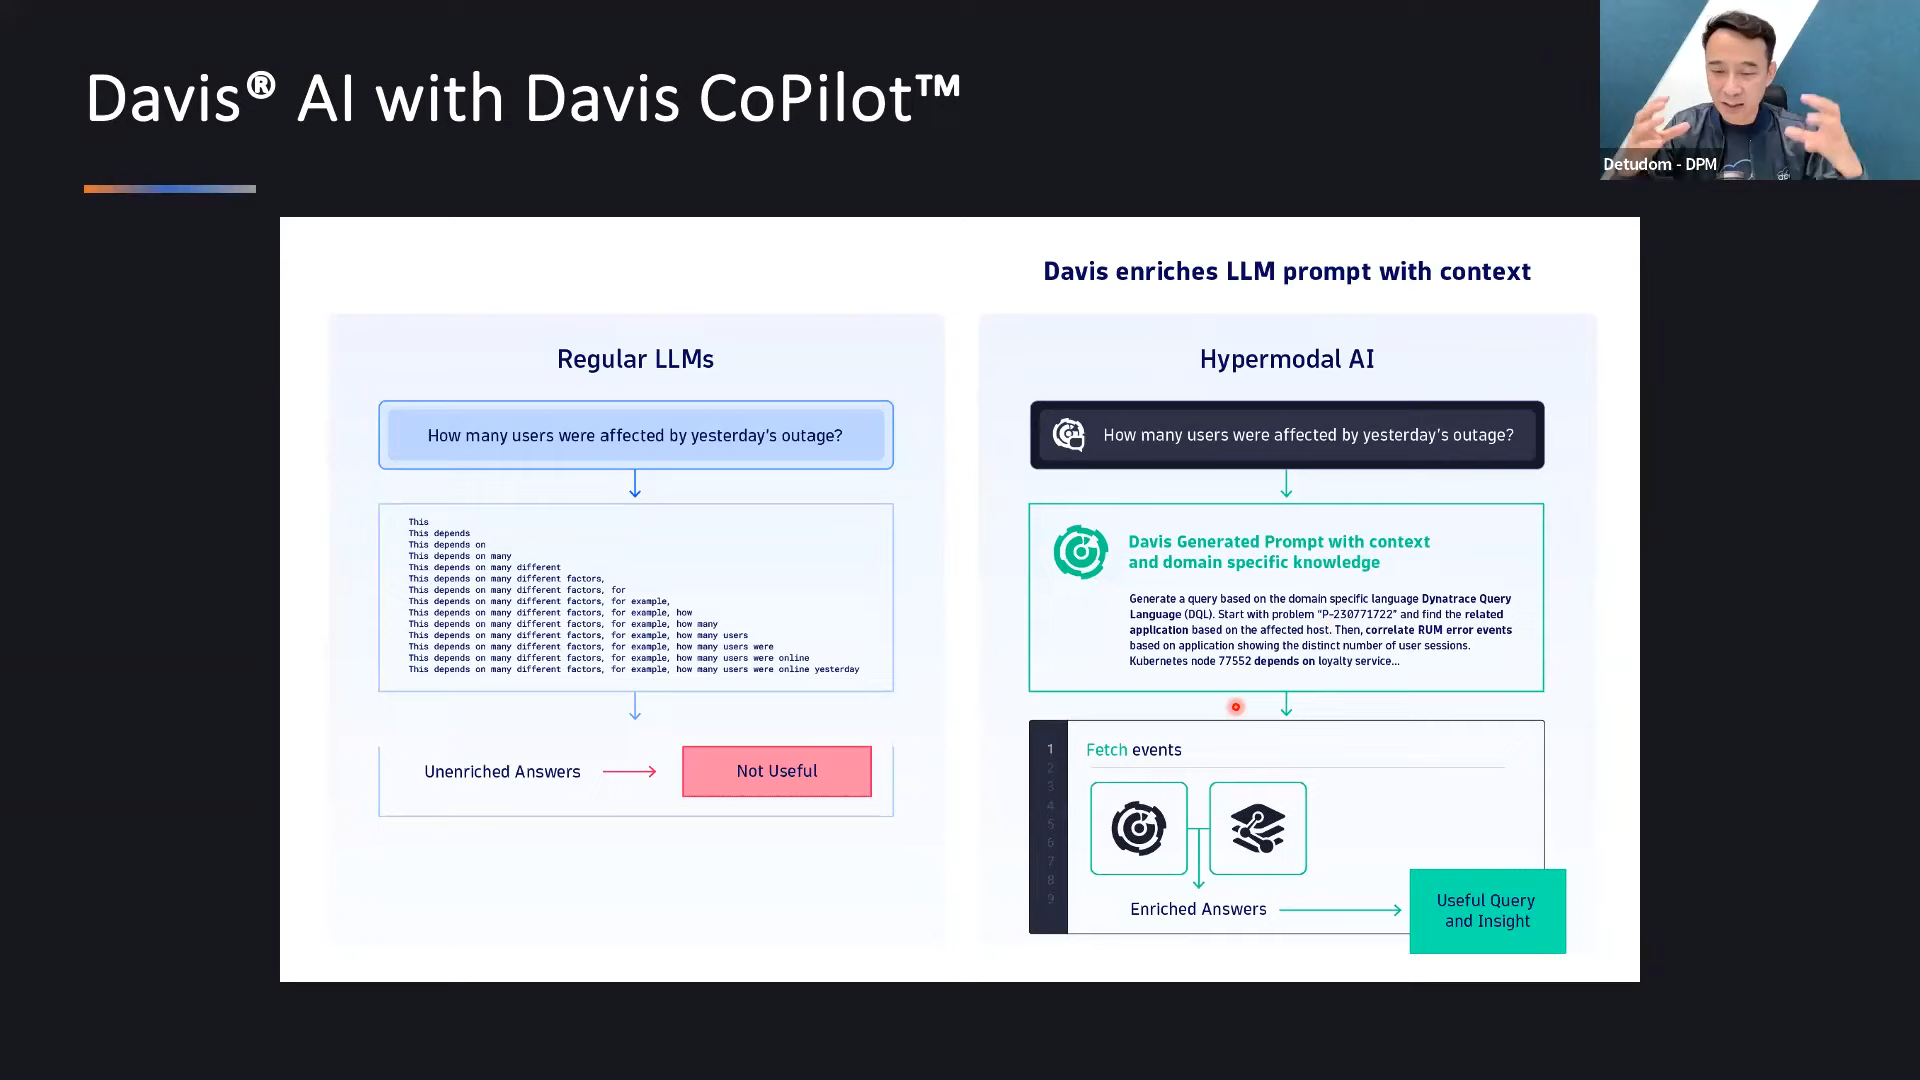 Davis® AI with Davis CoPilot™
Detudom - DPM
Davis enriches LLM prompt with context
Regular LLMs
How many users were affected by yesterday's outage?
This
This depends
This depends on
This depends on many
This depends on many different
This depends on many different factors,
This depends on many different factors, for
This depends on many different factors, for example,
This depends on many different factors, for example, how
This depends on many different factors, for example, how many
This depends on many different factors, for example, how many users
This depends on many different factors, for example, how many users were
This depends on many different factors, for example, how many users were online
This depends on many different factors, for example, how many users were online yesterday
Unenriched Answers
Not Useful
Hypermodal AI
How many users were affected by yesterday's outage?
Davis Generated Prompt with context
and domain specific knowledge
Generate a query based on the domain specific language Dynatrace Query
Language (DQL). Start with problem "P-230771722" and find the related
application based on the affected host. Then, correlate RUM error events
based on application showing the distinct number of user sessions.
Kubernetes node 77552 depends on loyalty service...
1
2
3
4
5
6
7
8
9
Fetch events
Enriched Answers
Useful Query
and Insight